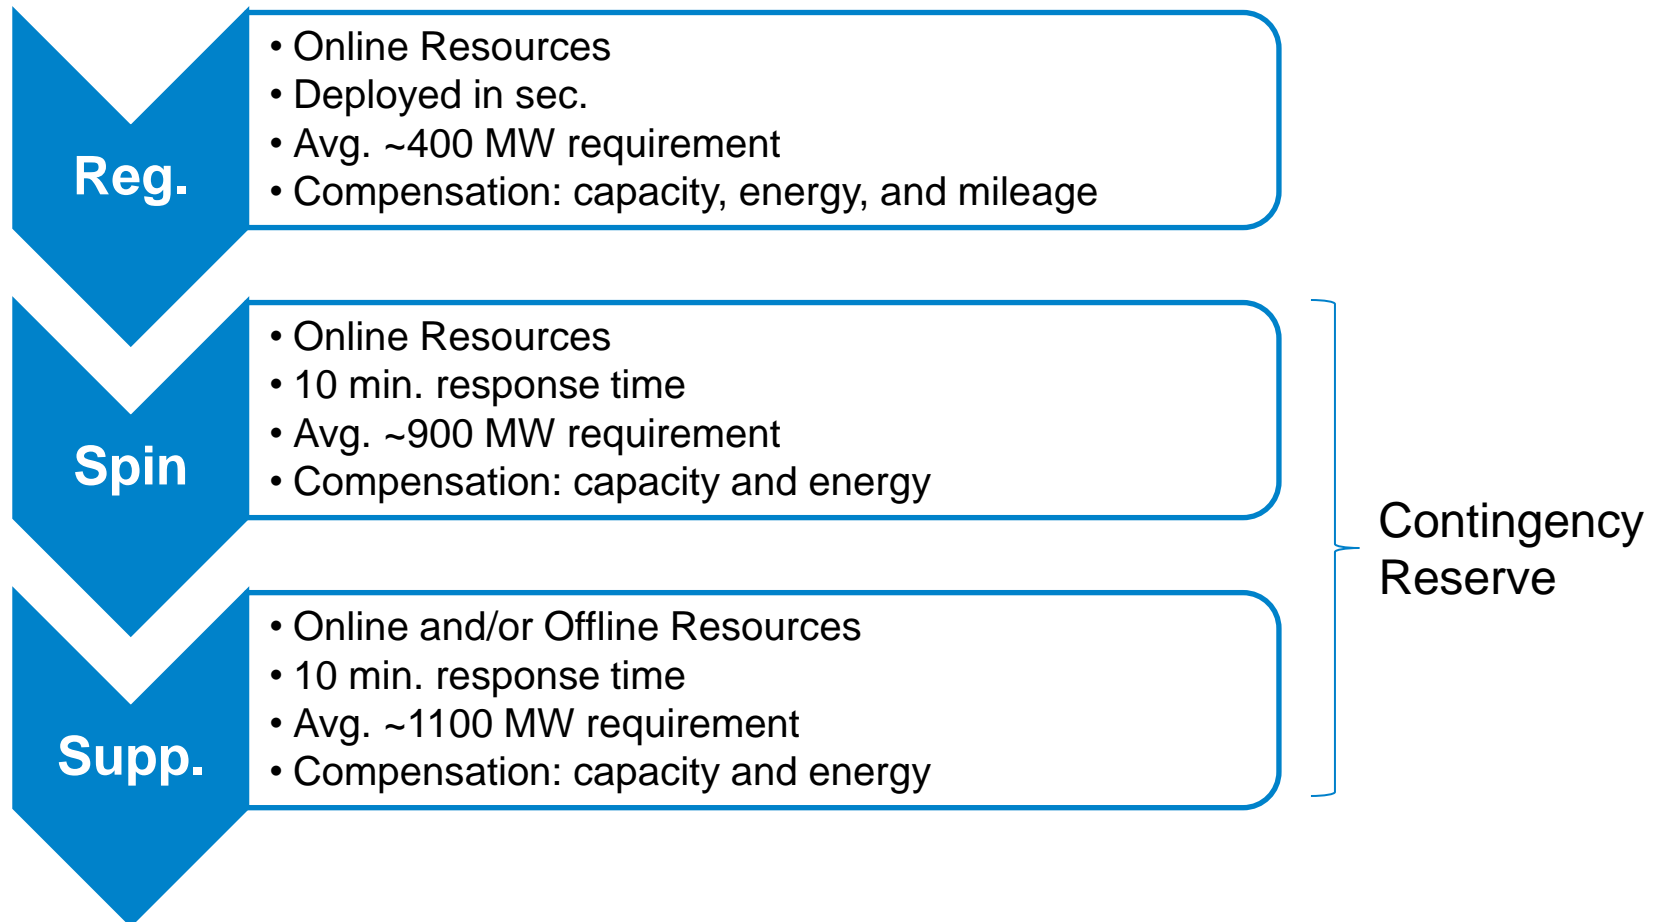 Reg.
• Online Resources
• Deployed in sec.
• Avg. ~400 MW requirement
• Compensation: capacity, energy, and mileage
Spin
• Online Resources
• 10 min. response time
• Avg. ~900 MW requirement
• Compensation: capacity and energy
Supp.
• Online and/or Offline Resources
• 10 min. response time
• Avg. ~1100 MW requirement
• Compensation: capacity and energy
Contingency
Reserve